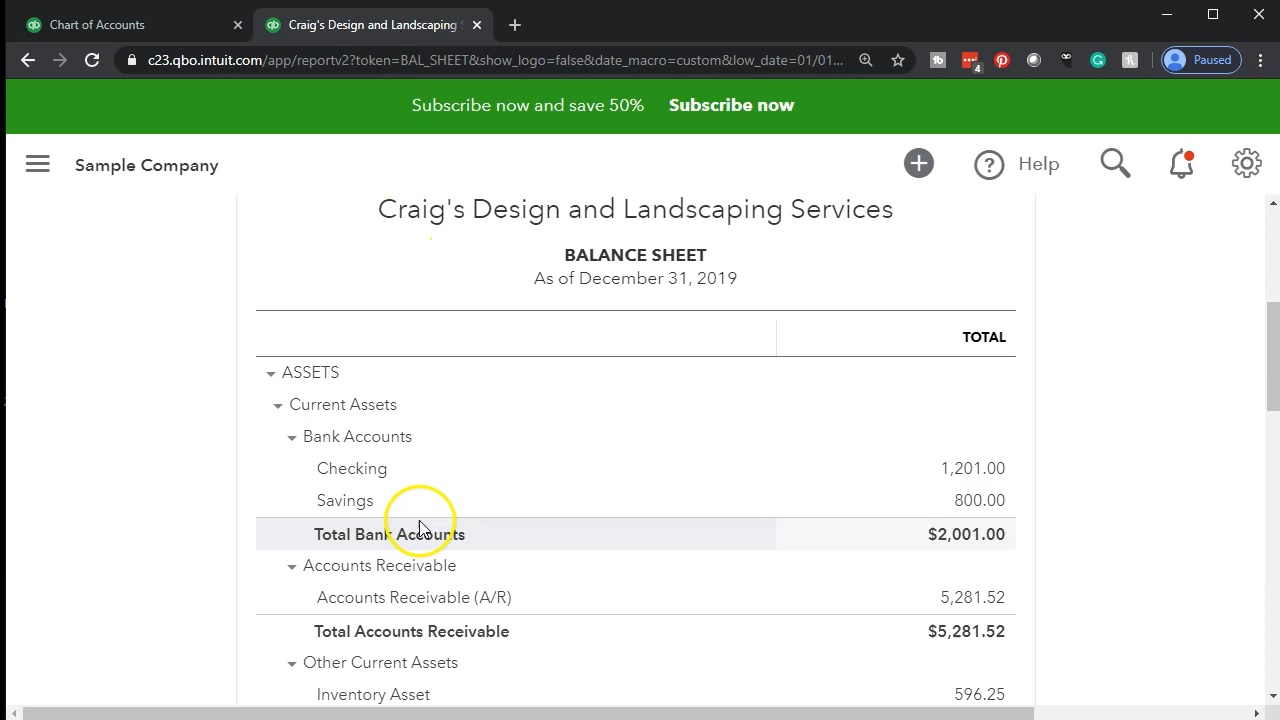 Chart of Accounts
Craig's Design and Landscaping
c23.qbo.intuit.com/app/reportv2?token=BAL_SHEET&show_logo=false&date_macro=custom&low_date=01/01...
4
Paused
Subscribe now and save 50% Subscribe now
Sample Company
Help
Craig's Design and Landscaping Services
BALANCE SHEET
As of December 31, 2019
TOTAL
ASSETS
Current Assets
Bank Accounts
Checking 1,201.00
Savings 800.00
Total Bank Accounts $2,001.00
Accounts Receivable
Accounts Receivable (A/R) 5,281.52
Total Accounts Receivable $5,281.52
Other Current Assets
Inventory Asset 596.25